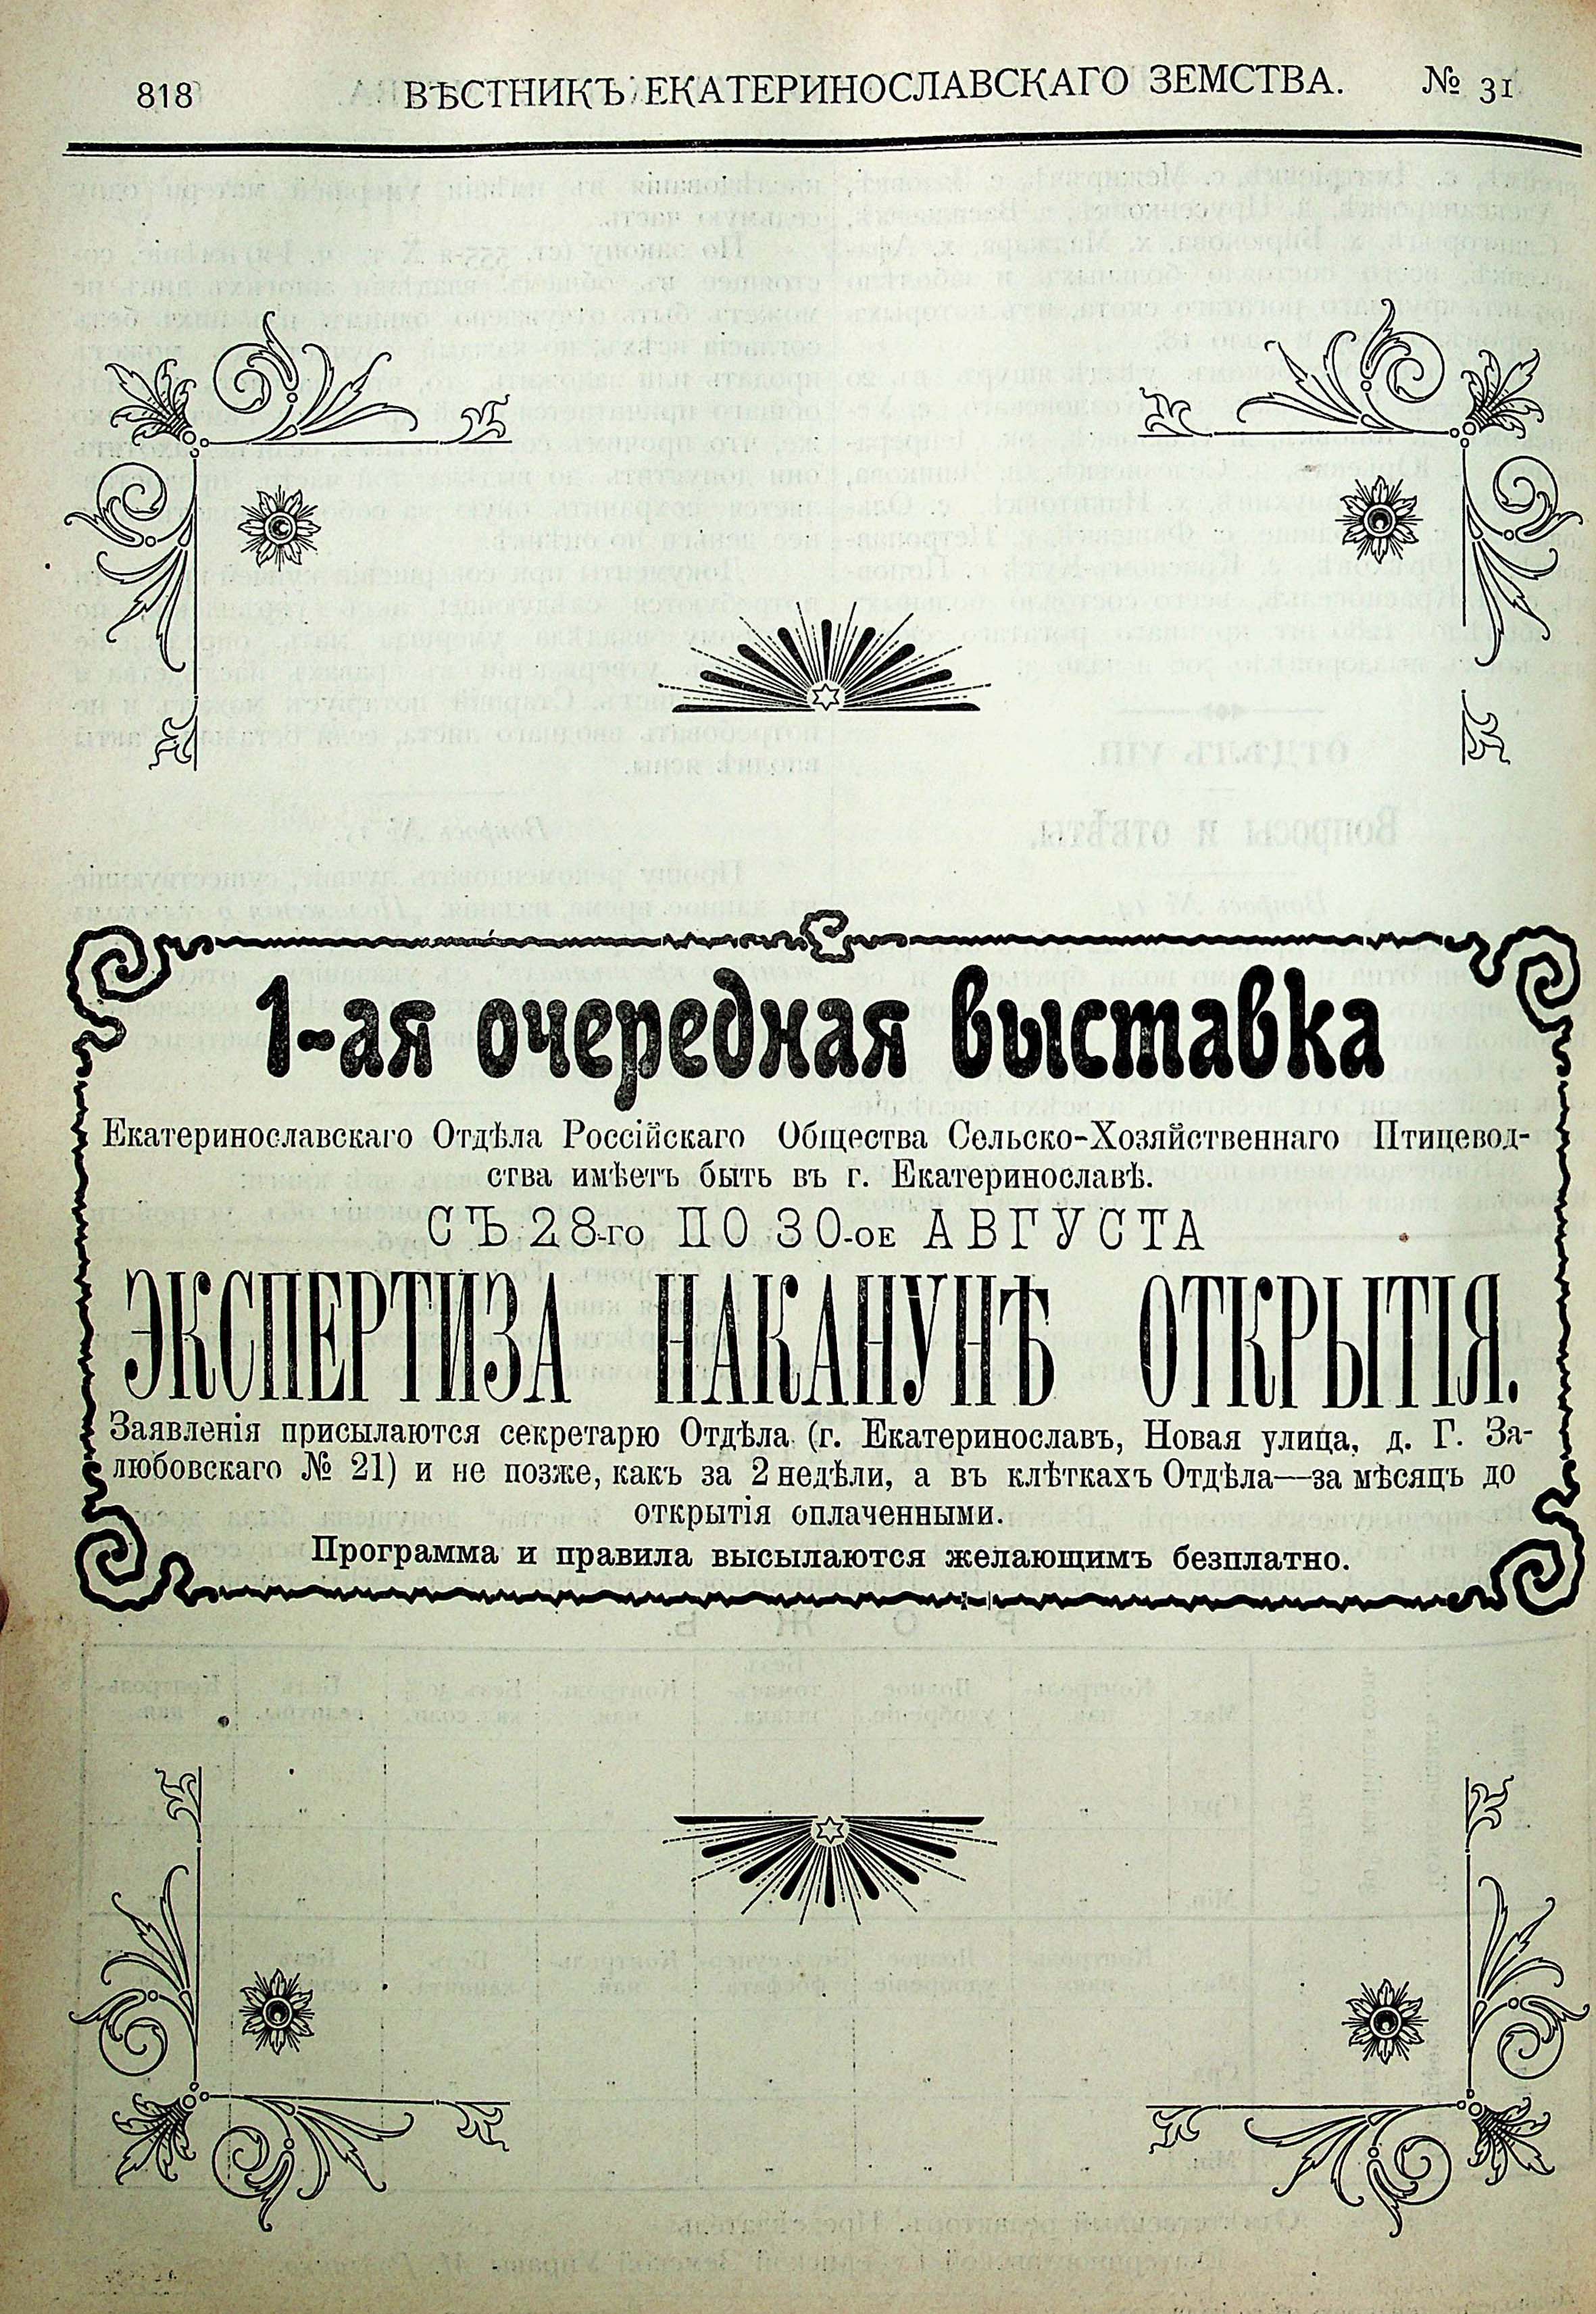 818 ВѢСТНИКЪ ЕКАТЕРИНОСЛАВСКАГО ЗЕМСТВА. № 31
1-ая очередная выставка
Екатеринославскаго Отдѣла Россійскаго Общества Сельско-Хозяйственнаго Птицевод-
ства имѣетъ быть въ г. Екатеринославѣ.
СЪ 28-го ПО 30-ое АВГУСТА
ЭКСПЕРТИЗА НАКАНУНѢ ОТКРЫТІЯ.
Заявленія присылаются секретарю Отдѣла (г. Екатеринославъ, Новая улица, д. Г. За-
любовскаго № 21) и не позже, какъ за 2 недѣли, а въ клѣткахъ Отдѣла—за мѣсяцъ до
открытія оплаченными.
Программа и правила высылаются желающимъ безплатно.